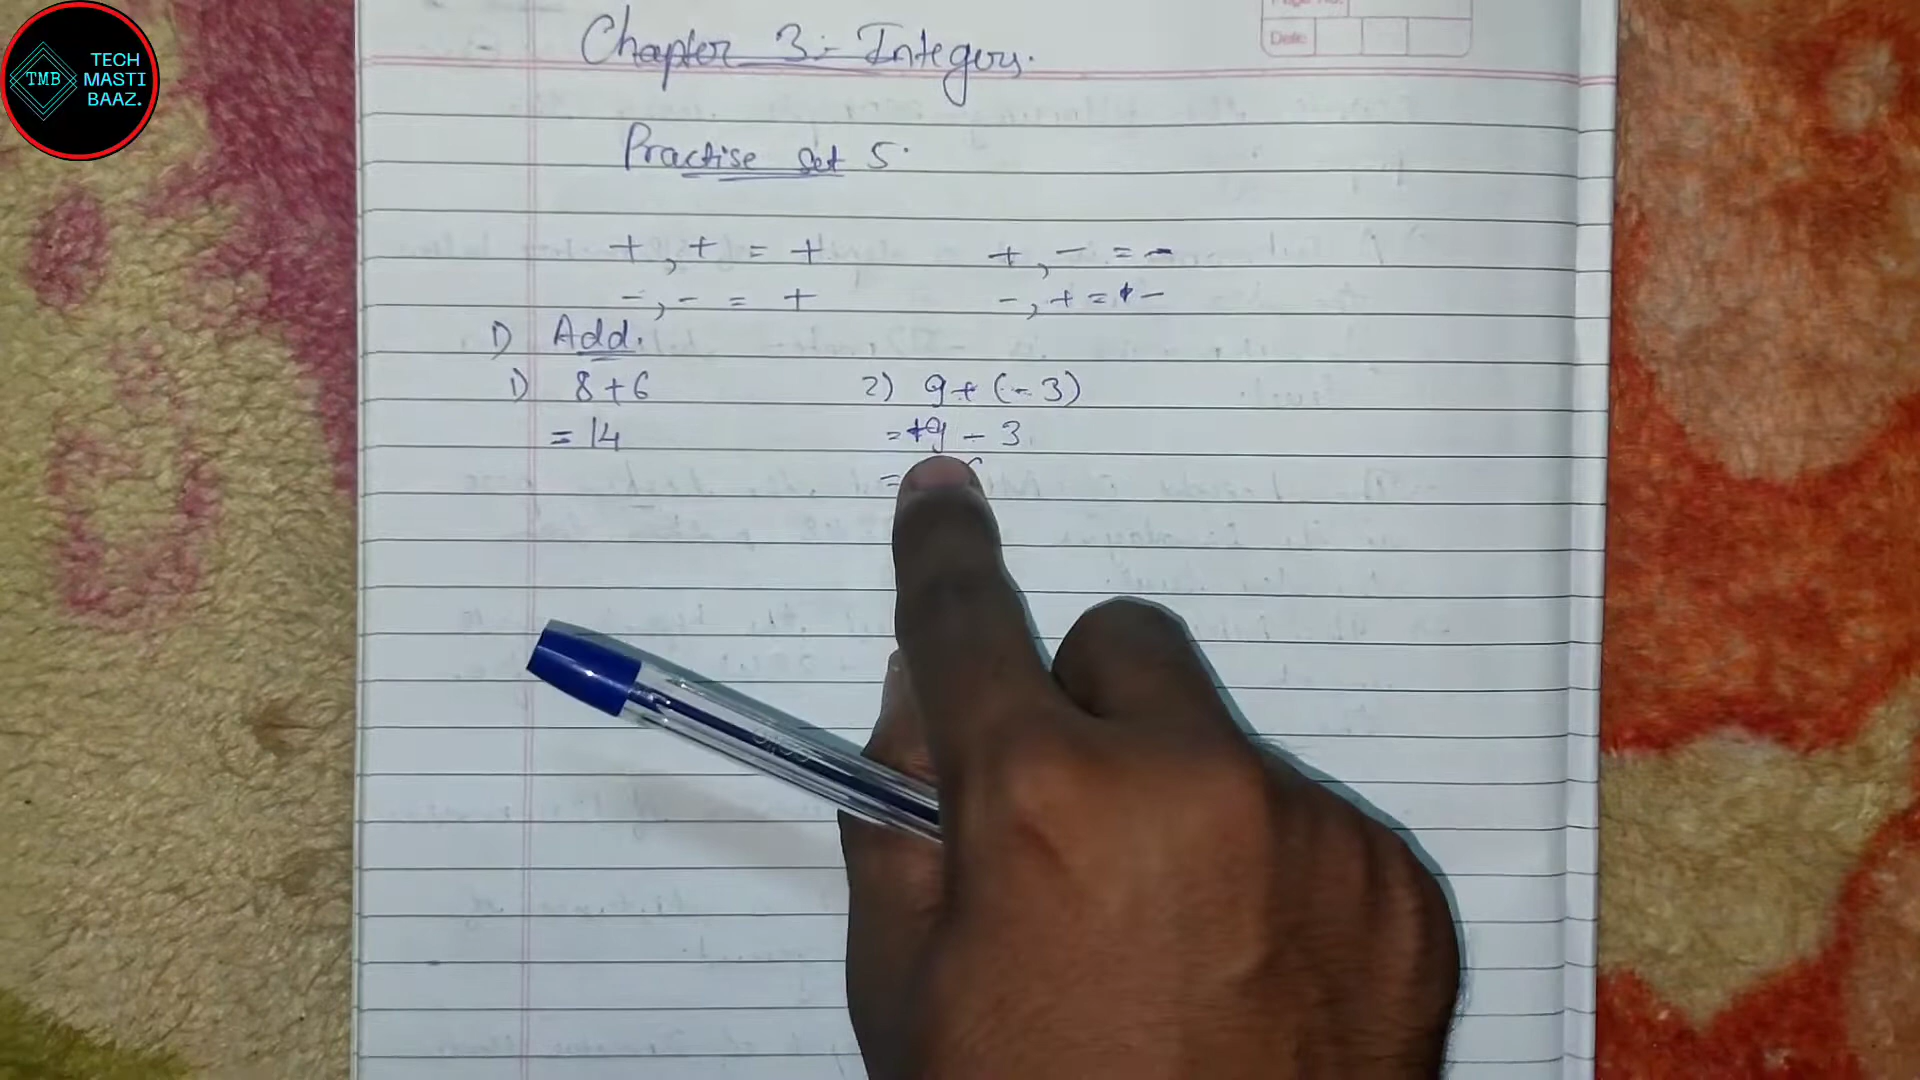 TMB
TECH
MASTI
BAAZ.
Date:
Chapter 3:- Integers.
Practise set 5.
+ , + = + + , - = -
- , - = + - , + = -
1) Add.
1) 8 + 6 2) 9 + (- 3)
= 14 = +9 - 3
=